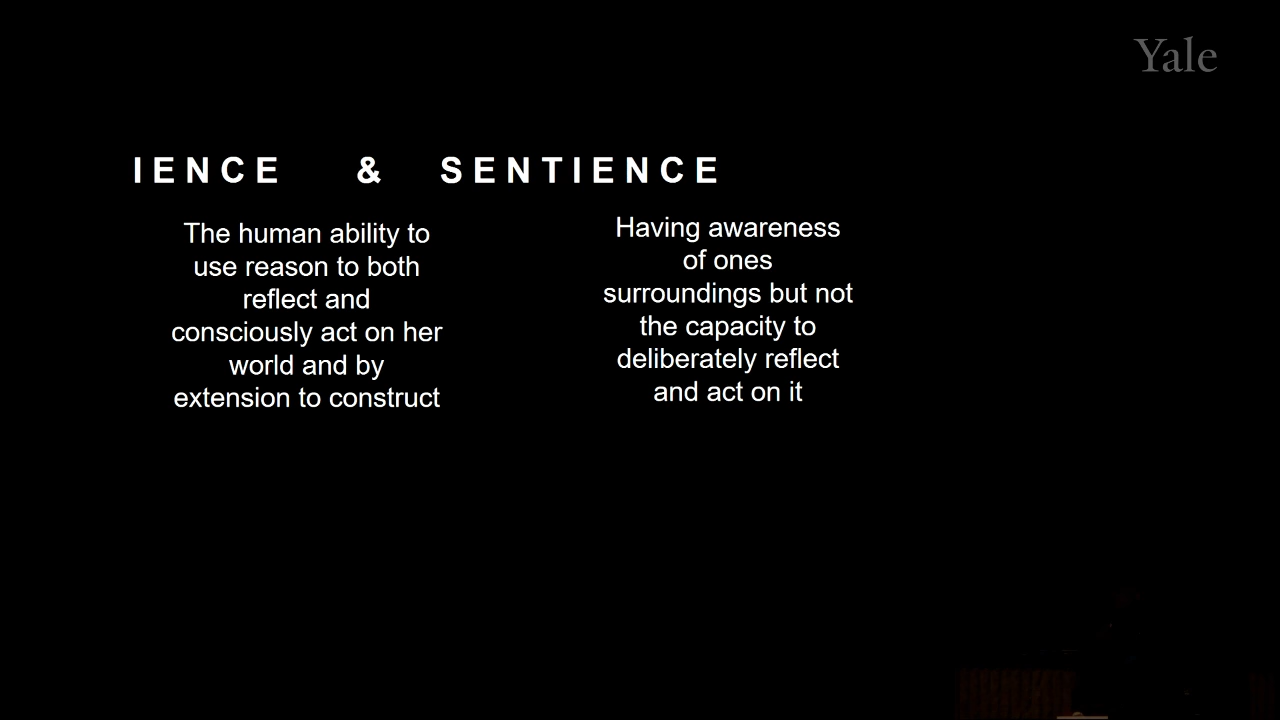 Yale
IENCE & SENTIENCE
The human ability to
use reason to both
reflect and
consciously act on her
world and by
extension to construct
Having awareness
of ones
surroundings but not
the capacity to
deliberately reflect
and act on it